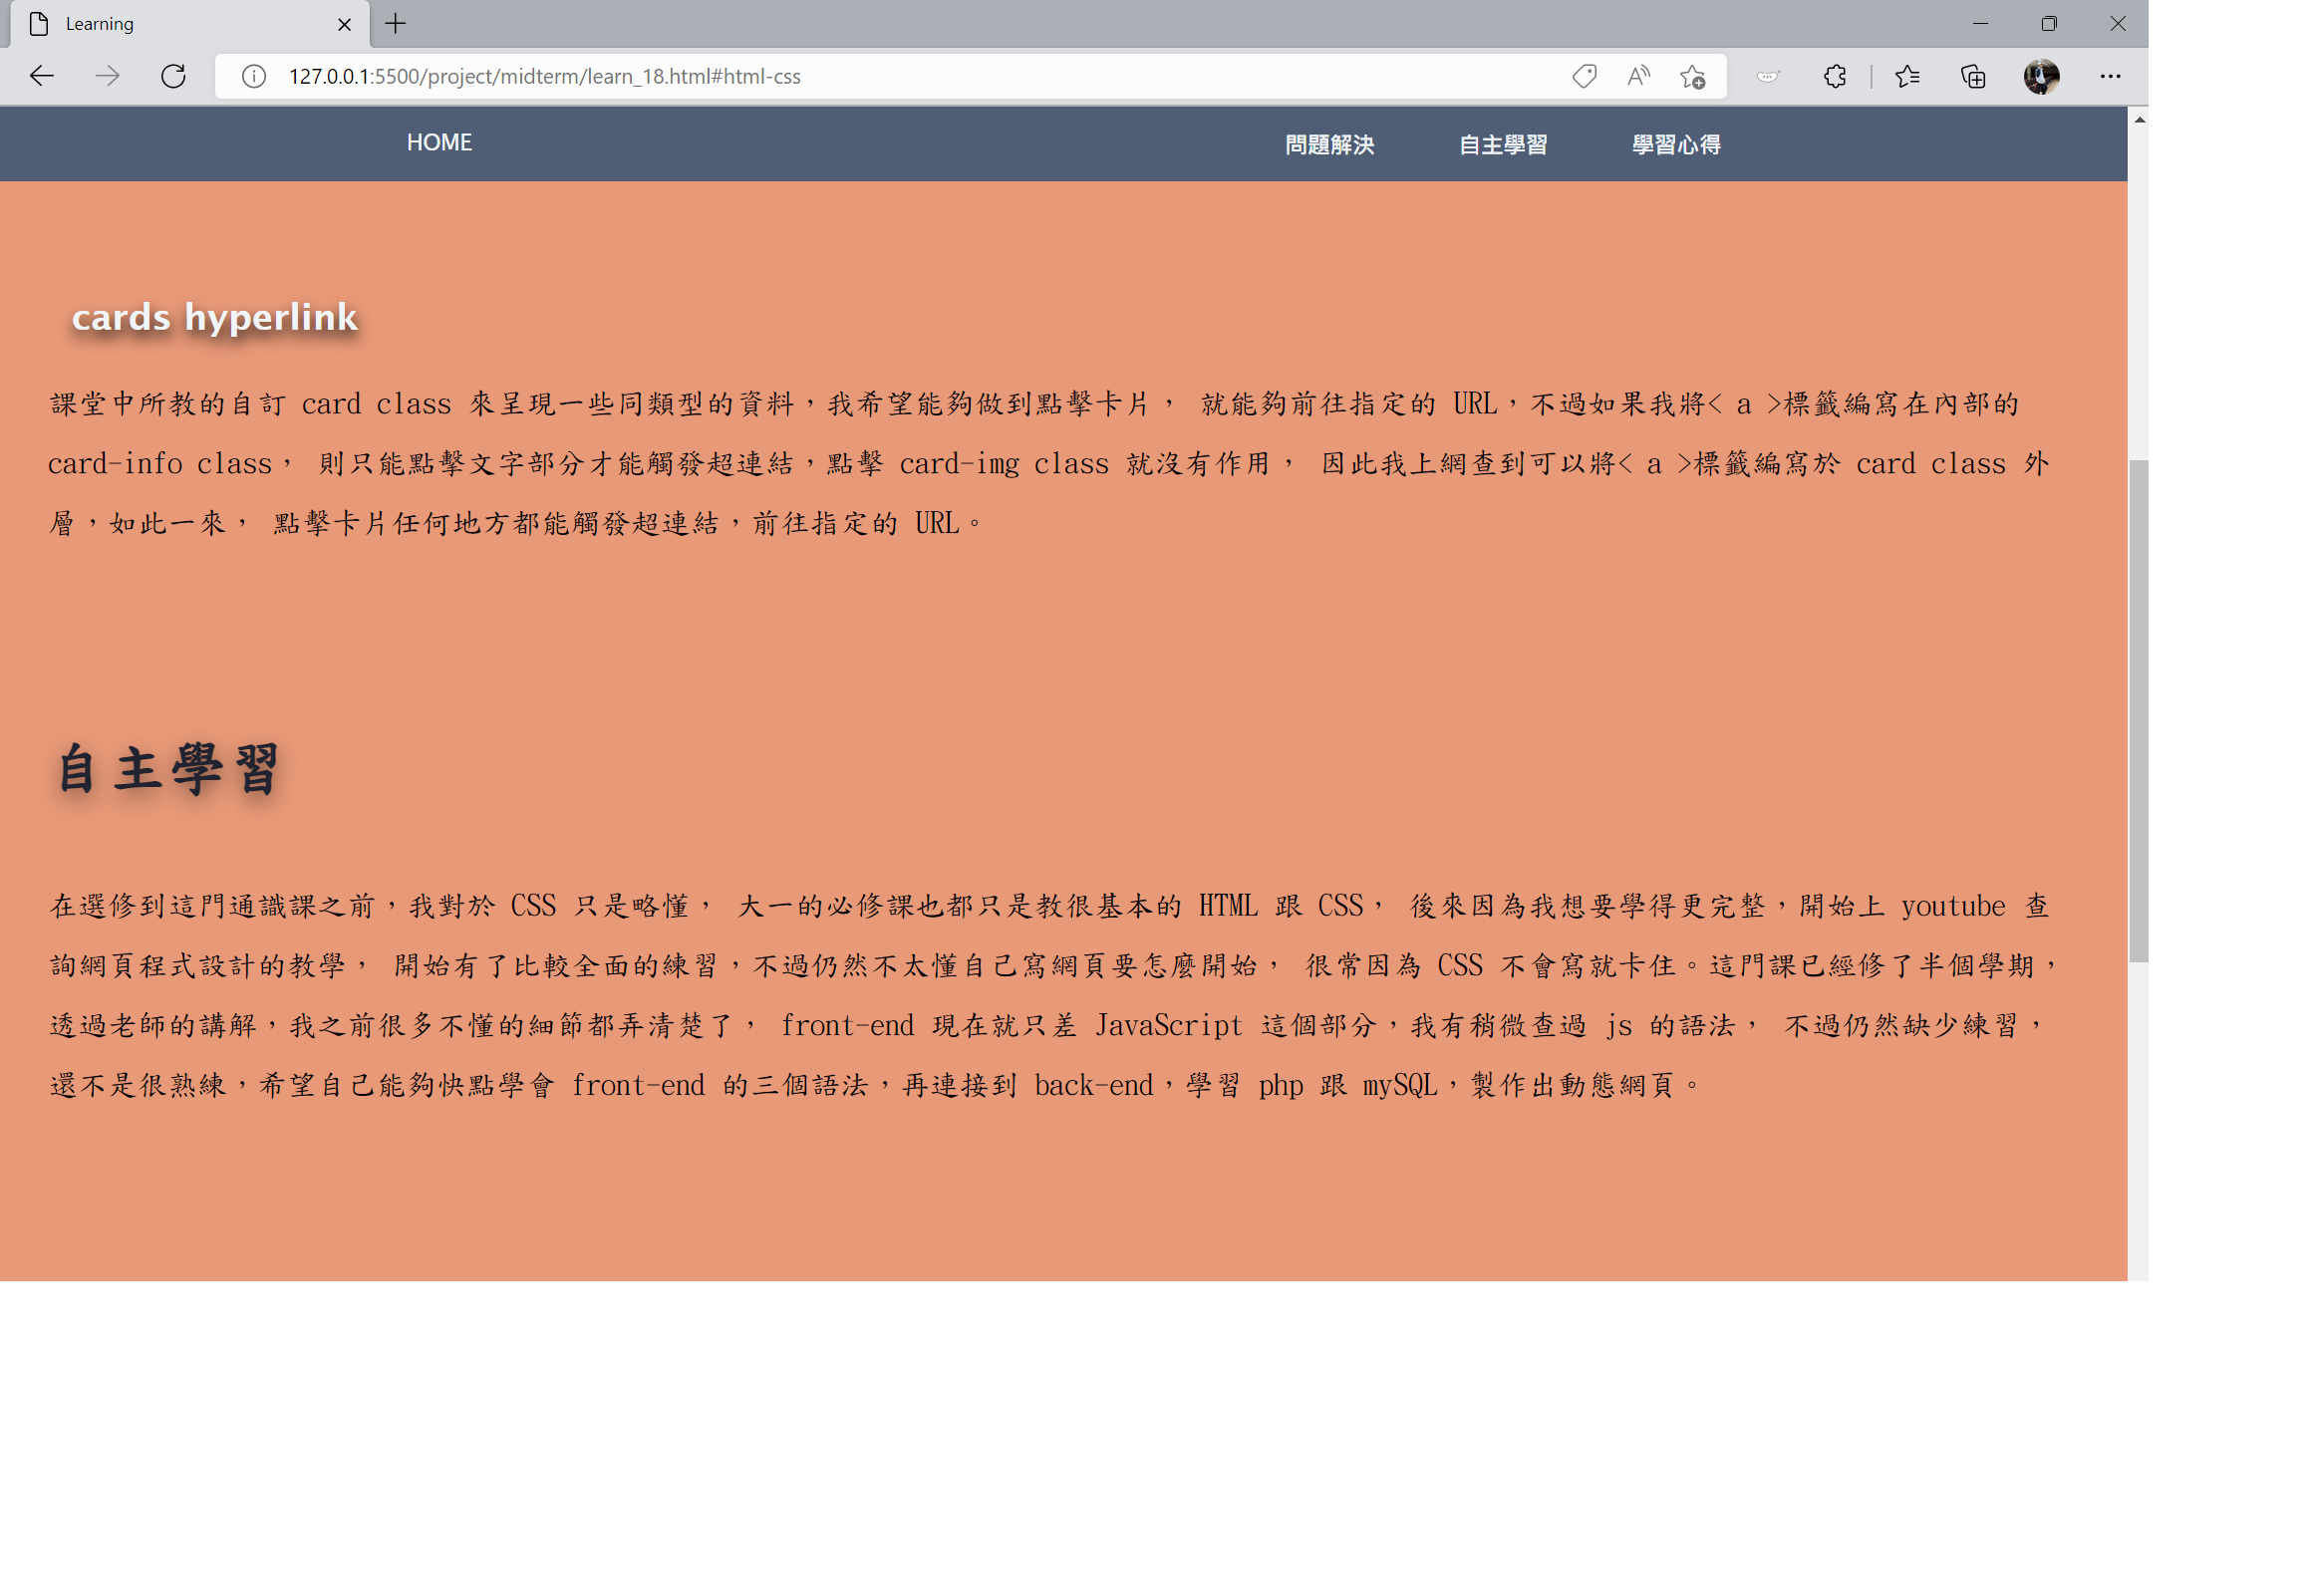 Learning
127.0.0.1:5500/project/midterm/learn_18.html#html-css
HOME 問題解決 自主學習 學習心得
cards hyperlink
課堂中所教的自訂 card class 來呈現一些同類型的資料，我希望能夠做到點擊卡片， 就能夠前往指定的 URL，不過如果我將< a >標籤編寫在內部的
card-info class， 則只能點擊文字部分才能觸發超連結，點擊 card-img class 就沒有作用， 因此我上網查到可以將< a >標籤編寫於 card class 外
層，如此一來， 點擊卡片任何地方都能觸發超連結，前往指定的 URL。
自主學習
在選修到這門通識課之前，我對於 CSS 只是略懂， 大一的必修課也都只是教很基本的 HTML 跟 CSS， 後來因為我想要學得更完整，開始上 youtube 查
詢網頁程式設計的教學， 開始有了比較全面的練習，不過仍然不太懂自己寫網頁要怎麼開始， 很常因為 CSS 不會寫就卡住。這門課已經修了半個學期，
透過老師的講解，我之前很多不懂的細節都弄清楚了， front-end 現在就只差 JavaScript 這個部分，我有稍微查過 js 的語法， 不過仍然缺少練習，
還不是很熟練，希望自己能夠快點學會 front-end 的三個語法，再連接到 back-end，學習 php 跟 mySQL，製作出動態網頁。